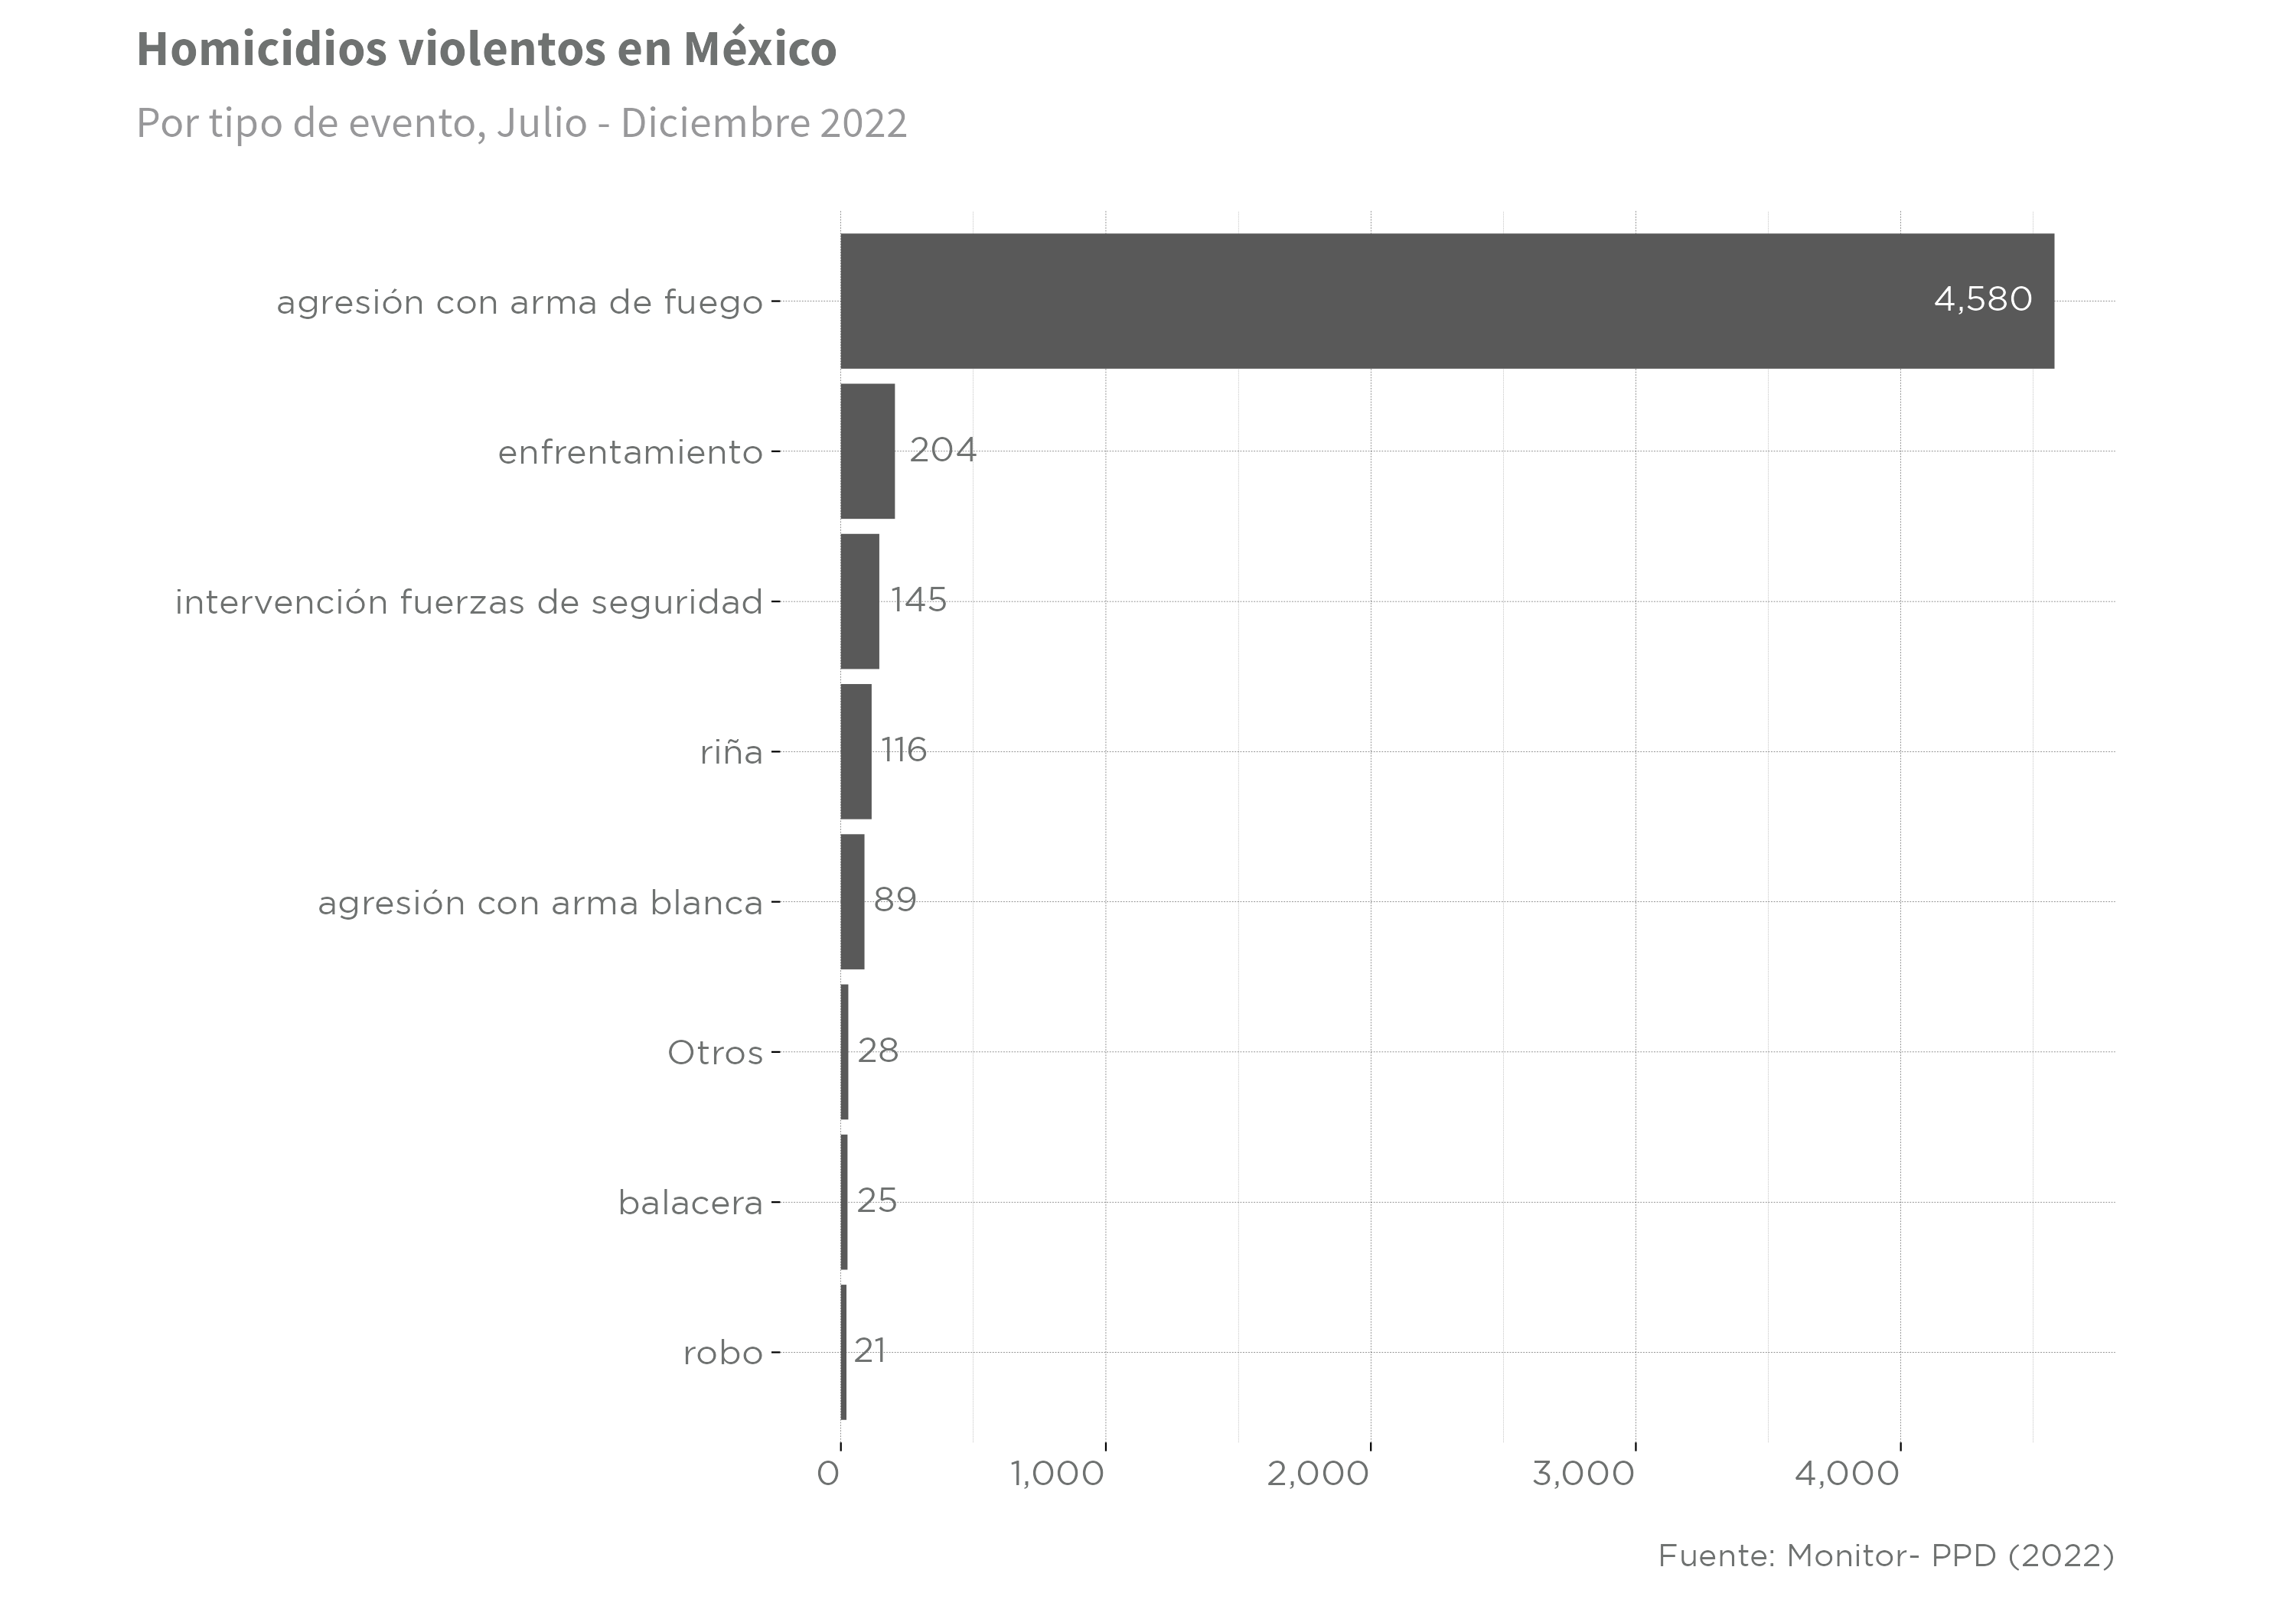 Homicidios violentos en México
Por tipo de evento, Julio - Diciembre 2022
agresión con arma de fuego
4,580
enfrentamiento
204
intervención fuerzas de seguridad
145
riña
116
agresión con arma blanca
89
Otros
28
balacera
25
robo
21
0 1,000 2,000 3,000 4,000
Fuente: Monitor- PPD (2022)